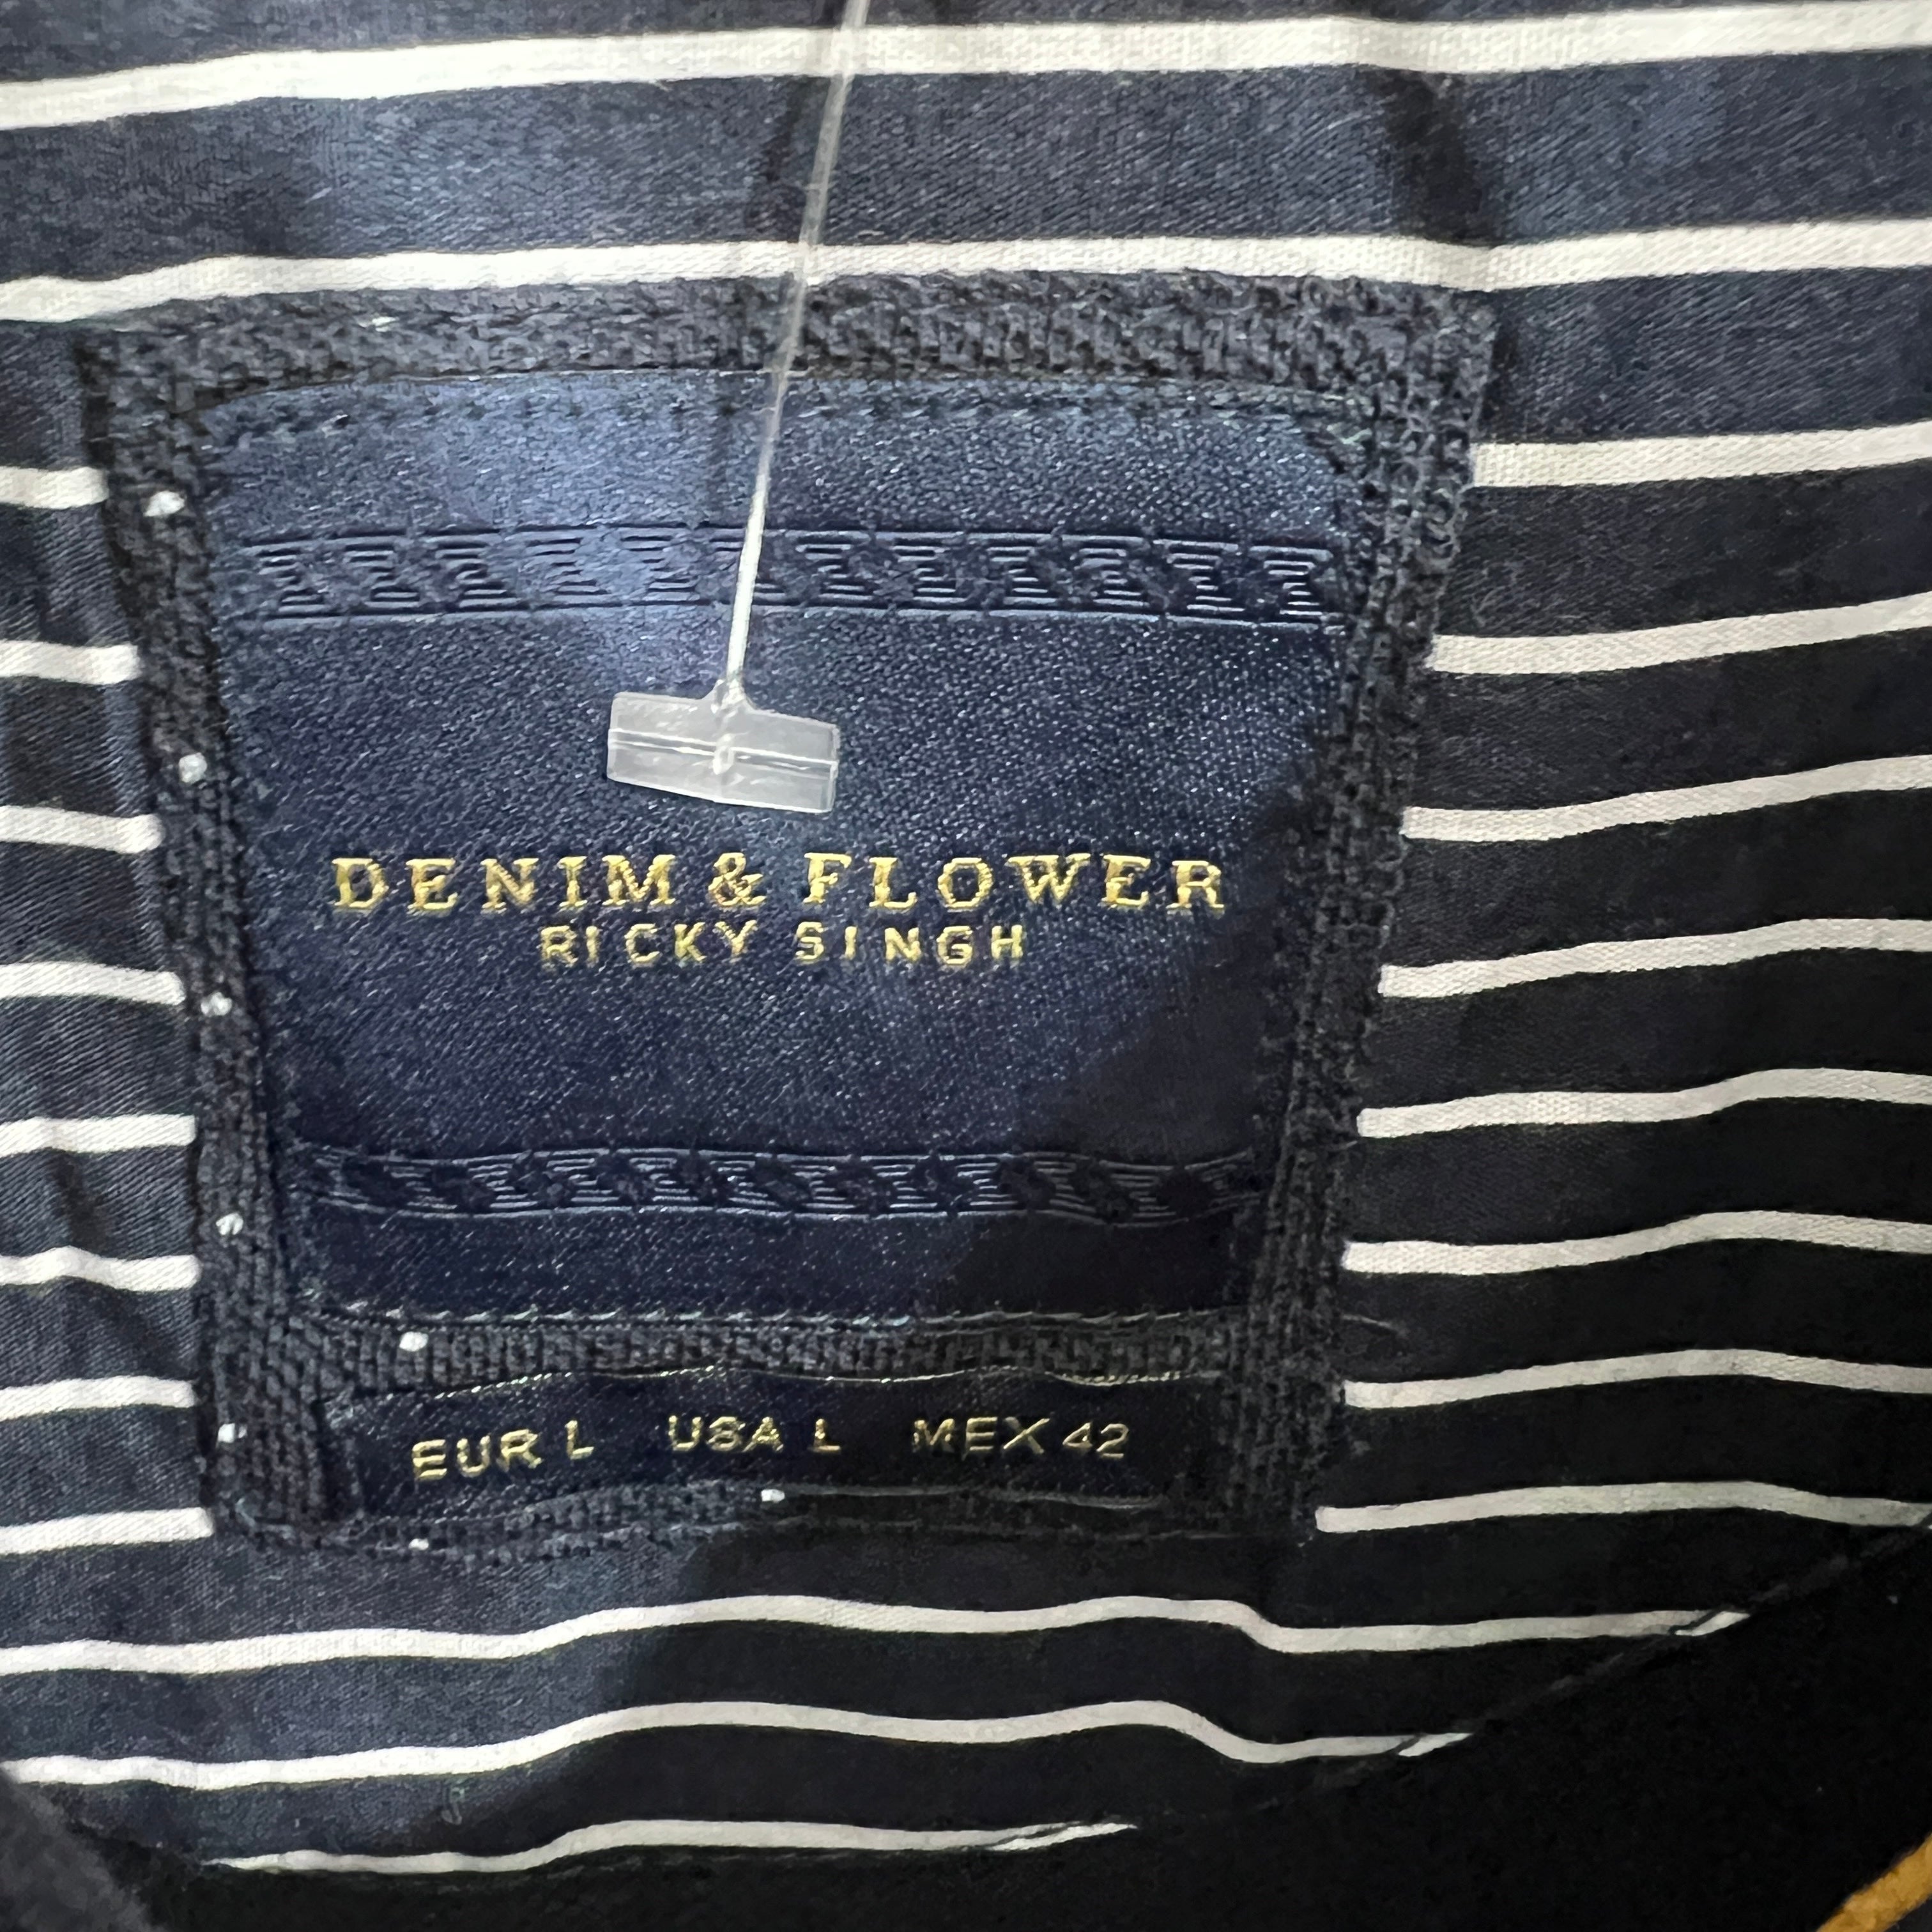 DENIM & FLOWER
RICKY SINGH
EUR L USA L MEX 42